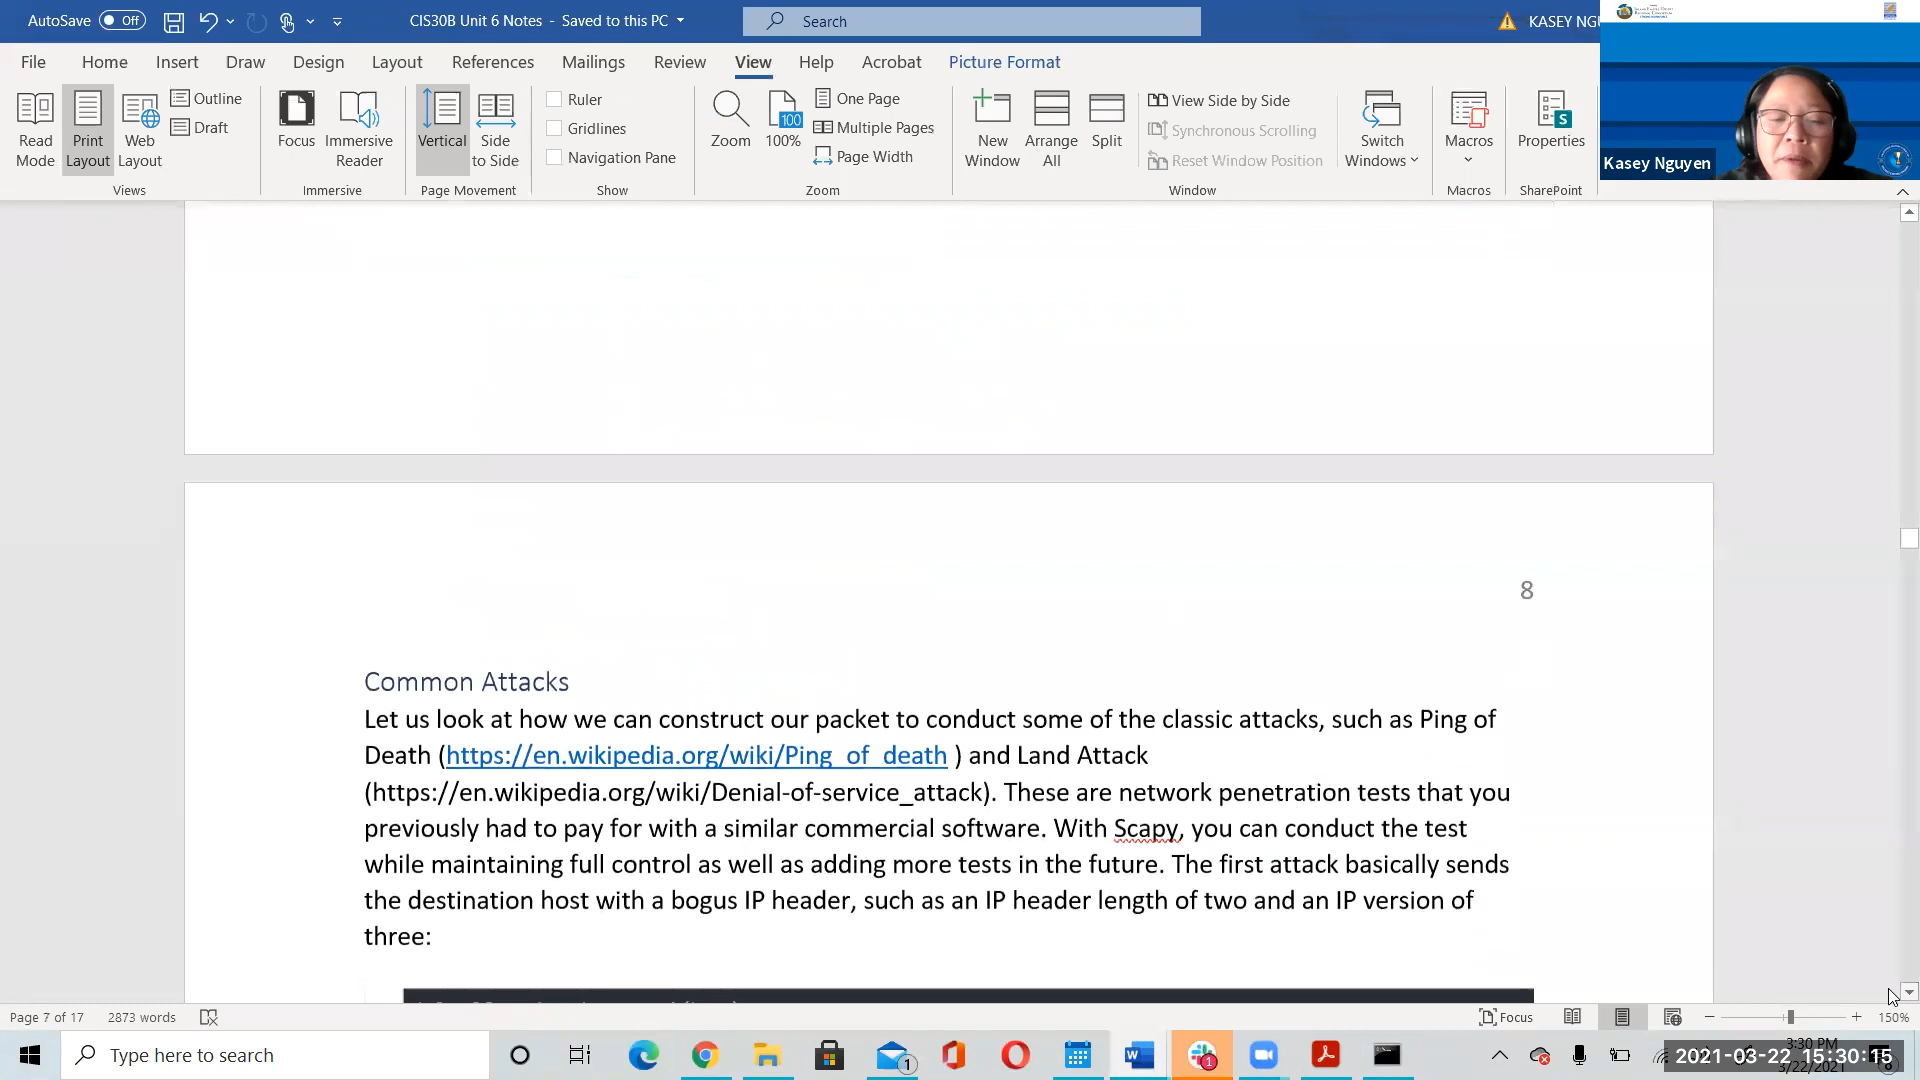 AutoSave Off CIS30B Unit 6 Notes - Saved to this PC Search KASEY
File Home Insert Draw Design Layout References Mailings Review View Help Acrobat Picture Format
Read Mode
Print Layout
Web Layout
Outline
Draft
Views
Focus
Immersive Reader
Immersive
Vertical
Side to Side
Page Movement
Ruler
Gridlines
Navigation Pane
Show
Zoom
100
100%
One Page
Multiple Pages
Page Width
Zoom
New Window
Arrange All
Split
View Side by Side
Synchronous Scrolling
Reset Window Position
Switch Windows
Window
Macros
Macros
Properties
SharePoint
Kasey Nguyen
8
Common Attacks
Let us look at how we can construct our packet to conduct some of the classic attacks, such as Ping of
Death (https://en.wikipedia.org/wiki/Ping_of_death ) and Land Attack
(https://en.wikipedia.org/wiki/Denial-of-service_attack). These are network penetration tests that you
previously had to pay for with a similar commercial software. With Scapy, you can conduct the test
while maintaining full control as well as adding more tests in the future. The first attack basically sends
the destination host with a bogus IP header, such as an IP header length of two and an IP version of
three:
Page 7 of 17 2873 words Focus 150%
Type here to search
1
1
3:30 PM
2021-03-22 15:30:15